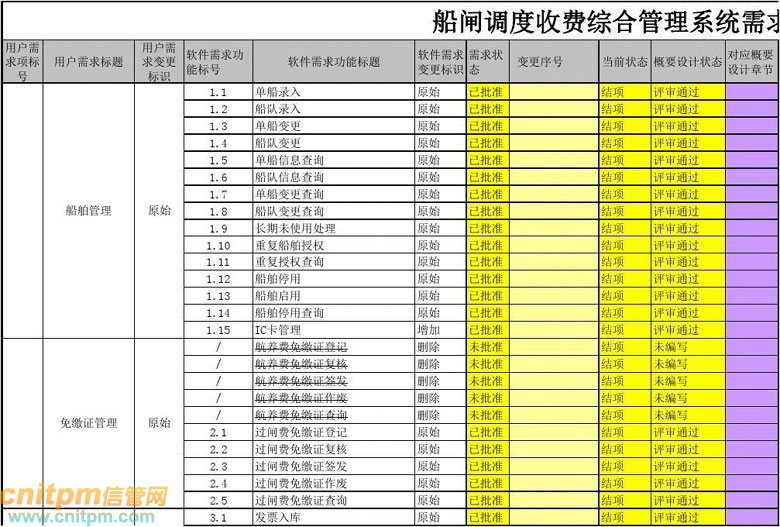 船闸调度收费综合管理系统需求
用户需求项标号 用户需求标题 用户需求变更标识 软件需求功能标号 软件需求功能标题 软件需求变更标识 需求状态 变更序号 当前状态 概要设计状态 对应概要设计章节
1.1 单船录入 原始 已批准 结项 评审通过
1.2 船队录入 原始 已批准 结项 评审通过
1.3 单船变更 原始 已批准 结项 评审通过
1.4 船队变更 原始 已批准 结项 评审通过
1.5 单船信息查询 原始 已批准 结项 评审通过
1.6 船队信息查询 原始 已批准 结项 评审通过
1.7 单船变更查询 原始 已批准 结项 评审通过
船舶管理 原始 1.8 船队变更查询 原始 已批准 结项 评审通过
1.9 长期未使用处理 原始 已批准 结项 评审通过
1.10 重复船舶授权 原始 已批准 结项 评审通过
1.11 重复授权查询 原始 已批准 结项 评审通过
1.12 船舶停用 原始 已批准 结项 评审通过
1.13 船舶启用 原始 已批准 结项 评审通过
1.14 船舶停用查询 原始 已批准 结项 评审通过
1.15 IC卡管理 增加 已批准 结项 评审通过
/ 航养费免缴证登记 删除 未批准 结项 未编写
/ 航养费免缴证复核 删除 未批准 结项 未编写
/ 航养费免缴证签发 删除 未批准 结项 未编写
/ 航养费免缴证作废 删除 未批准 结项 未编写
/ 航养费免缴证查询 删除 未批准 结项 未编写
免缴证管理 原始 2.1 过闸费免缴证登记 原始 已批准 结项 评审通过
2.2 过闸费免缴证复核 原始 已批准 结项 评审通过
2.3 过闸费免缴证签发 原始 已批准 结项 评审通过
2.4 过闸费免缴证作废 原始 已批准 结项 评审通过
2.5 过闸费免缴证查询 原始 已批准 结项 评审通过
3.1 发票入库 原始 已批准 结项 评审通过
cnitpm信管网
www.cnitpm.com